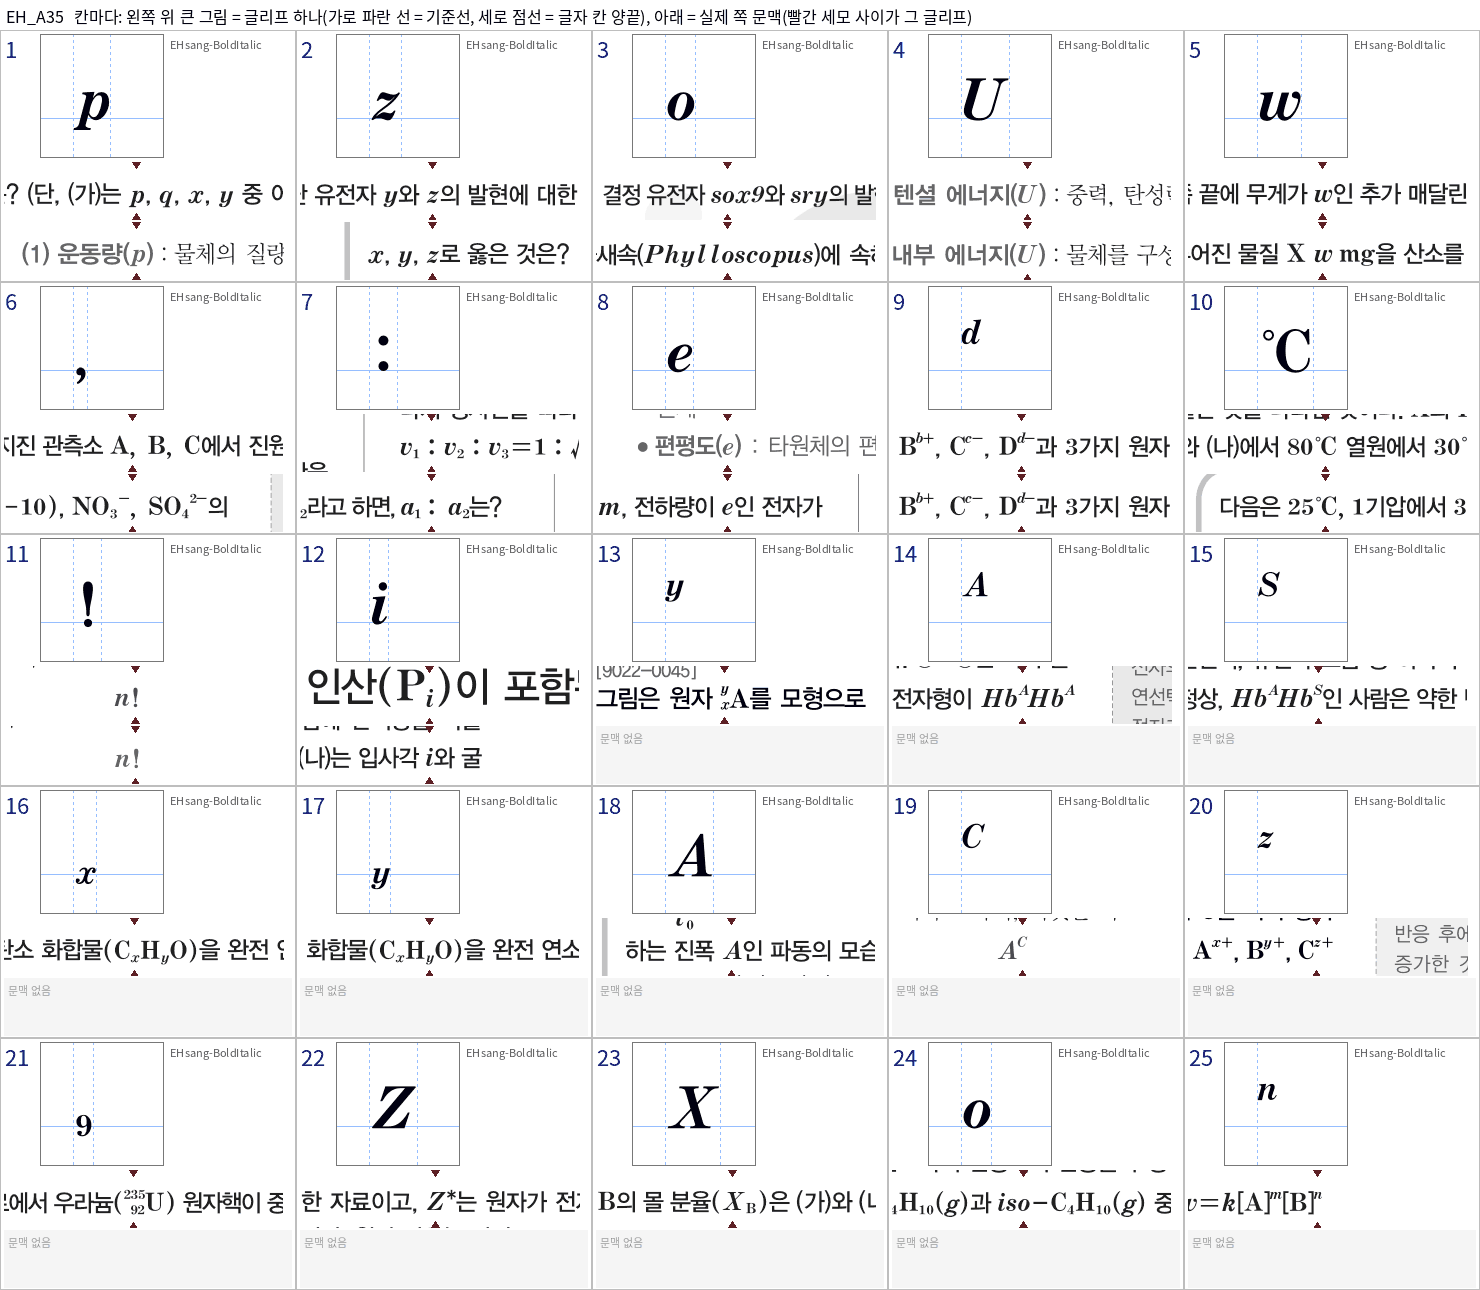 EH_A35 칸마다: 왼쪽 위 큰 그림 = 글리프 하나(가로 파란 선 = 기준선, 세로 점선 = 글자 칸 양끝), 아래 = 실제 쪽 문맥(빨간 세모 사이가 그 글리프)
1 EHsang-BoldItalic
p
? (단, (가)는 p, q, x, y 중
(1) 운동량(p) : 물체의 질량
2 EHsang-BoldItalic
z
유전자 y와 z의 발현에 대한
x, y, z로 옳은 것은?
3 EHsang-BoldItalic
o
결정 유전자 sox9와 sry의
새속(Phylloscopus)에 속
4 EHsang-BoldItalic
U
텐셜 에너지(U) : 중력, 탄성
내부 에너지(U) : 물체를 구성
5 EHsang-BoldItalic
w
끝에 무게가 w인 추가 매달린
어진 물질 X w mg을 산소를
6 EHsang-BoldItalic
,
지진 관측소 A, B, C에서 진원
−10), NO₃⁻, SO₄²⁻의
7 EHsang-BoldItalic
:
v₁ : v₂ : v₃=1 : √
₂라고 하면, a₁ : a₂는?
8 EHsang-BoldItalic
e
● 편평도(e) : 타원체의 편
m, 전하량이 e인 전자가
9 EHsang-BoldItalic
d
Bᵇ⁺, Cᶜ⁻, Dᵈ⁻과 3가지 원자
Bᵇ⁺, Cᶜ⁻, Dᵈ⁻과 3가지 원자
10 EHsang-BoldItalic
℃
(나)에서 80℃ 열원에서 30°
다음은 25℃, 1기압에서 3
11 EHsang-BoldItalic
!
n!
n!
12 EHsang-BoldItalic
i
인산(Pᵢ)이 포함
(나)는 입사각 i와 굴
13 EHsang-BoldItalic
y
[9022-0045]
그림은 원자 ʸₓA를 모형으로
문맥 없음
14 EHsang-BoldItalic
A
전자형이 HbᴬHbᴬ
연선
문맥 없음
15 EHsang-BoldItalic
S
정상, HbᴬHbˢ인 사람은 약한
문맥 없음
16 EHsang-BoldItalic
x
탄소 화합물(CₓHyO)을 완전
문맥 없음
17 EHsang-BoldItalic
y
화합물(CₓHyO)을 완전 연소
문맥 없음
18 EHsang-BoldItalic
A
하는 진폭 A인 파동의 모습
문맥 없음
19 EHsang-BoldItalic
C
A^C
문맥 없음
20 EHsang-BoldItalic
z
Aˣ⁺, Bʸ⁺, Cᶻ⁺
반응 후에
증가한
문맥 없음
21 EHsang-BoldItalic
9
에서 우라늄(²³⁵₉₂U) 원자핵이 중
문맥 없음
22 EHsang-BoldItalic
Z
한 자료이고, Z*는 원자가 전
문맥 없음
23 EHsang-BoldItalic
X
B의 몰 분율(X_B)은 (가)와 (
문맥 없음
24 EHsang-BoldItalic
o
₄H₁₀(g)과 iso−C₄H₁₀(g) 중
문맥 없음
25 EHsang-BoldItalic
n
v=k[A]ᵐ[B]ⁿ
문맥 없음